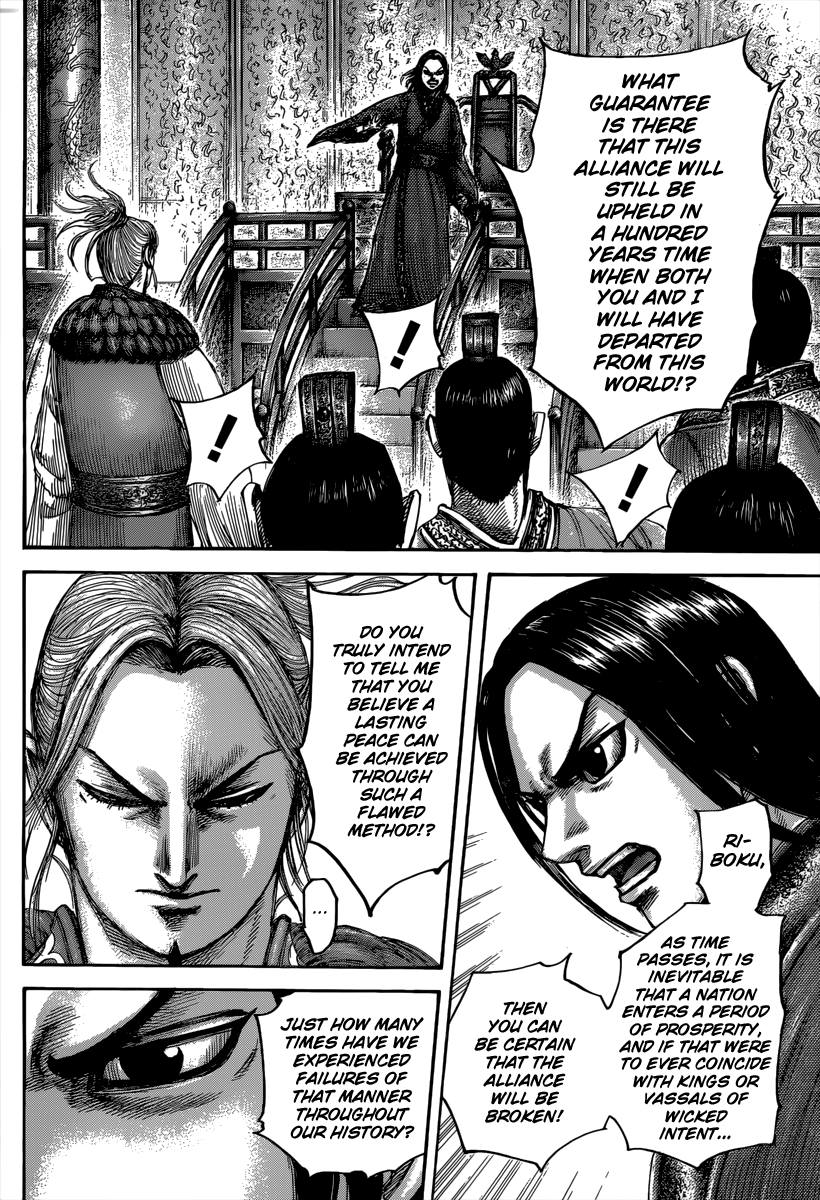 WHAT
GUARANTEE
IS THERE
THAT THIS
ALLIANCE WILL
STILL BE
UPHELD IN
A HUNDRED
YEARS TIME
WHEN BOTH
YOU AND I
WILL HAVE
DEPARTED
FROM THIS
WORLD!?
!
!
!
RI-
BOKU,
AS TIME
PASSES, IT IS
INEVITABLE
THAT A NATION
ENTERS A PERIOD
OF PROSPERITY,
AND IF THAT WERE
TO EVER COINCIDE
WITH KINGS OR
VASSALS OF
WICKED
INTENT...
THEN
YOU CAN
BE CERTAIN
THAT THE
ALLIANCE
WILL BE
BROKEN!
DO YOU
TRULY INTEND
TO TELL ME
THAT YOU
BELIEVE A
LASTING
PEACE CAN
BE ACHIEVED
THROUGH
SUCH A
FLAWED
METHOD!?
...
JUST HOW MANY
TIMES HAVE WE
EXPERIENCED
FAILURES OF
THAT MANNER
THROUGHOUT
OUR HISTORY?